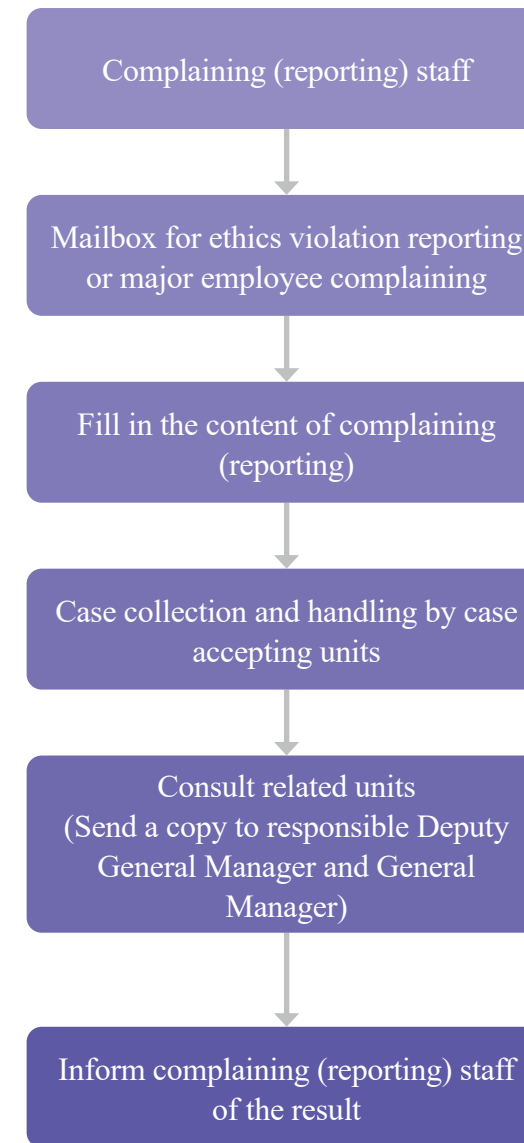 Complaining (reporting) staff
Mailbox for ethics violation reporting
or major employee complaining
Fill in the content of complaining
(reporting)
Case collection and handling by case
accepting units
Consult related units
(Send a copy to responsible Deputy
General Manager and General
Manager)
Inform complaining (reporting) staff
of the result